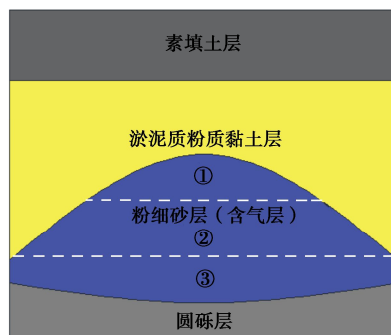 素填土层
淤泥质粉质黏土层
①
粉细砂层（含气层）
②
③
圆砾层